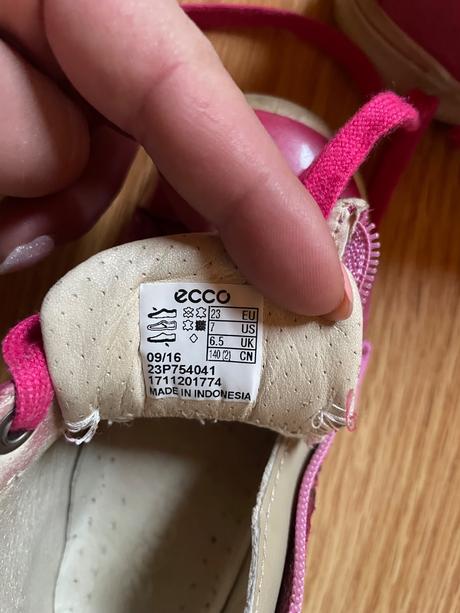 ecco
23 EU
7 US
6.5 UK
140 (2) CN
09/16
23P754041
1711201774
MADE IN INDONESIA